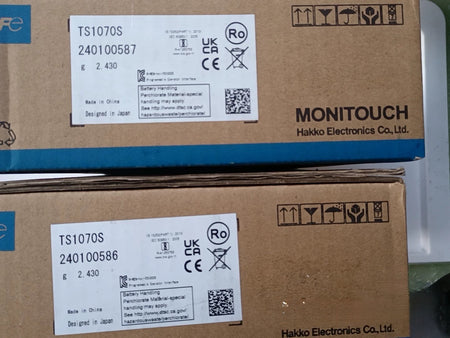 Fe
TS1070S
240100587
g 2.430
Ro
UK
CA
CE
Made in China
Designed in Japan
Battery Handling
Perchlorate Material-special
handling may apply
See http://www.dtsc.ca.gov/
hazardouswaste/perchlorate/
MONITOUCH
Hakko Electronics Co.,Ltd.
e
TS1070S
240100586
g 2.430
Ro
UK
CA
CE
Made in China
Designed in Japan
Battery Handling
Perchlorate Material-special
handling may apply
See http://www.dtsc.ca.gov/
hazardouswaste/perchlorate/
Hakko Electronics Co.,Ltd.